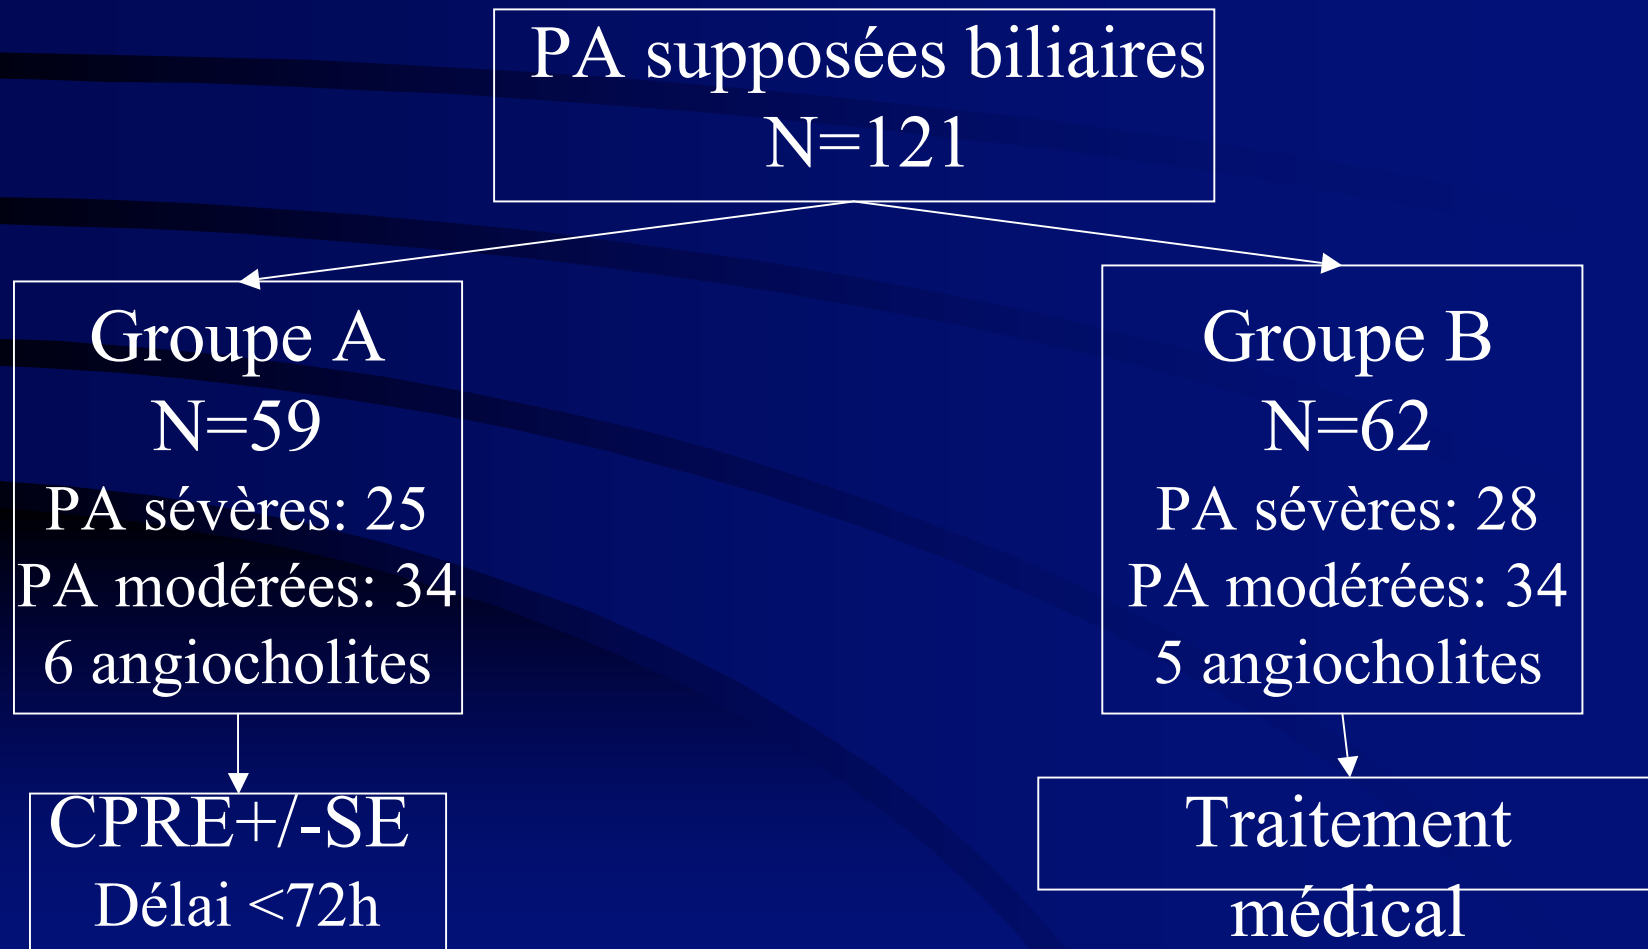 PA supposées biliaires
N=121
Groupe A
N=59
PA sévères: 25
PA modérées: 34
6 angiocholites
CPRE+/-SE
Délai <72h
Groupe B
N=62
PA sévères: 28
PA modérées: 34
5 angiocholites
Traitement
médical